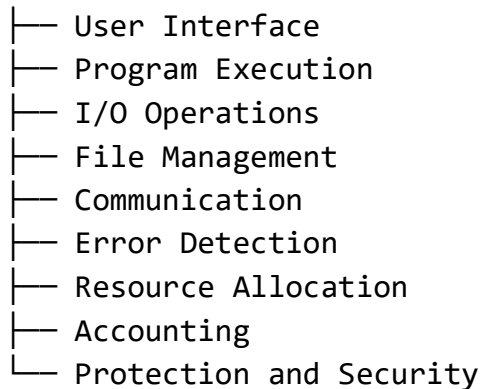 ├── User Interface
├── Program Execution
├── I/O Operations
├── File Management
├── Communication
├── Error Detection
├── Resource Allocation
├── Accounting
└── Protection and Security